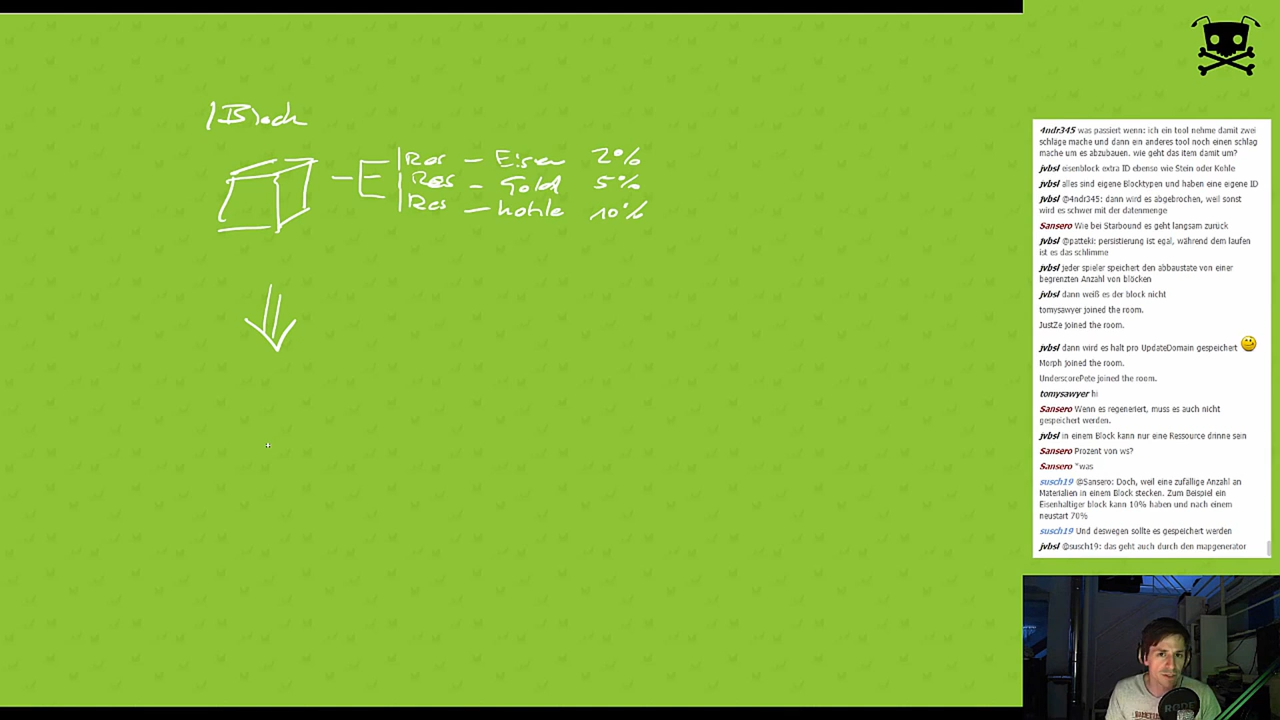 1 Block
Res - Eisen 2%
Res - Gold 5%
Res - Kohle 10%
4ndr345 was passiert wenn: ich ein tool nehme damit zwei
schläge mache und dann ein anderes tool noch einen schlag
mache um es abzubauen. wie geht das item damit um?
jvbsl eisenblock extra ID ebenso wie Stein oder Kohle
jvbsl alles sind eigene Blocktypen und haben eine eigene ID
jvbsl @4ndr345: dann wird es abgebrochen, weil sonst
wird es schwer mit der datenmenge
Sansero Wie bei Starbound es geht langsam zurück
jvbsl @patteki: persistierung ist egal, während dem laufen
ist es das schlimme
jvbsl jeder spieler speichert den abbaustate von einer
begrenzten Anzahl von blöcken
jvbsl dann weiß es der block nicht
tomysawyer joined the room.
JustZe joined the room.
jvbsl dann wird es halt pro UpdateDomain gespeichert
Morph joined the room.
UnderscorePete joined the room.
tomysawyer hi
Sansero Wenn es regeneriert, muss es auch nicht
gespeichert werden.
jvbsl in einem Block kann nur eine Ressource drinne sein
Sansero Prozent von ws?
Sansero *was
susch19 @Sansero: Doch, weil eine zufällige Anzahl an
Materialien in einem Block stecken. Zum Beispiel ein
Eisenhaltiger block kann 10% haben und nach einem
neustart 70%
susch19 Und deswegen sollte es gespeichert werden
jvbsl @susch19: das geht auch durch den mapgenerator
RODE